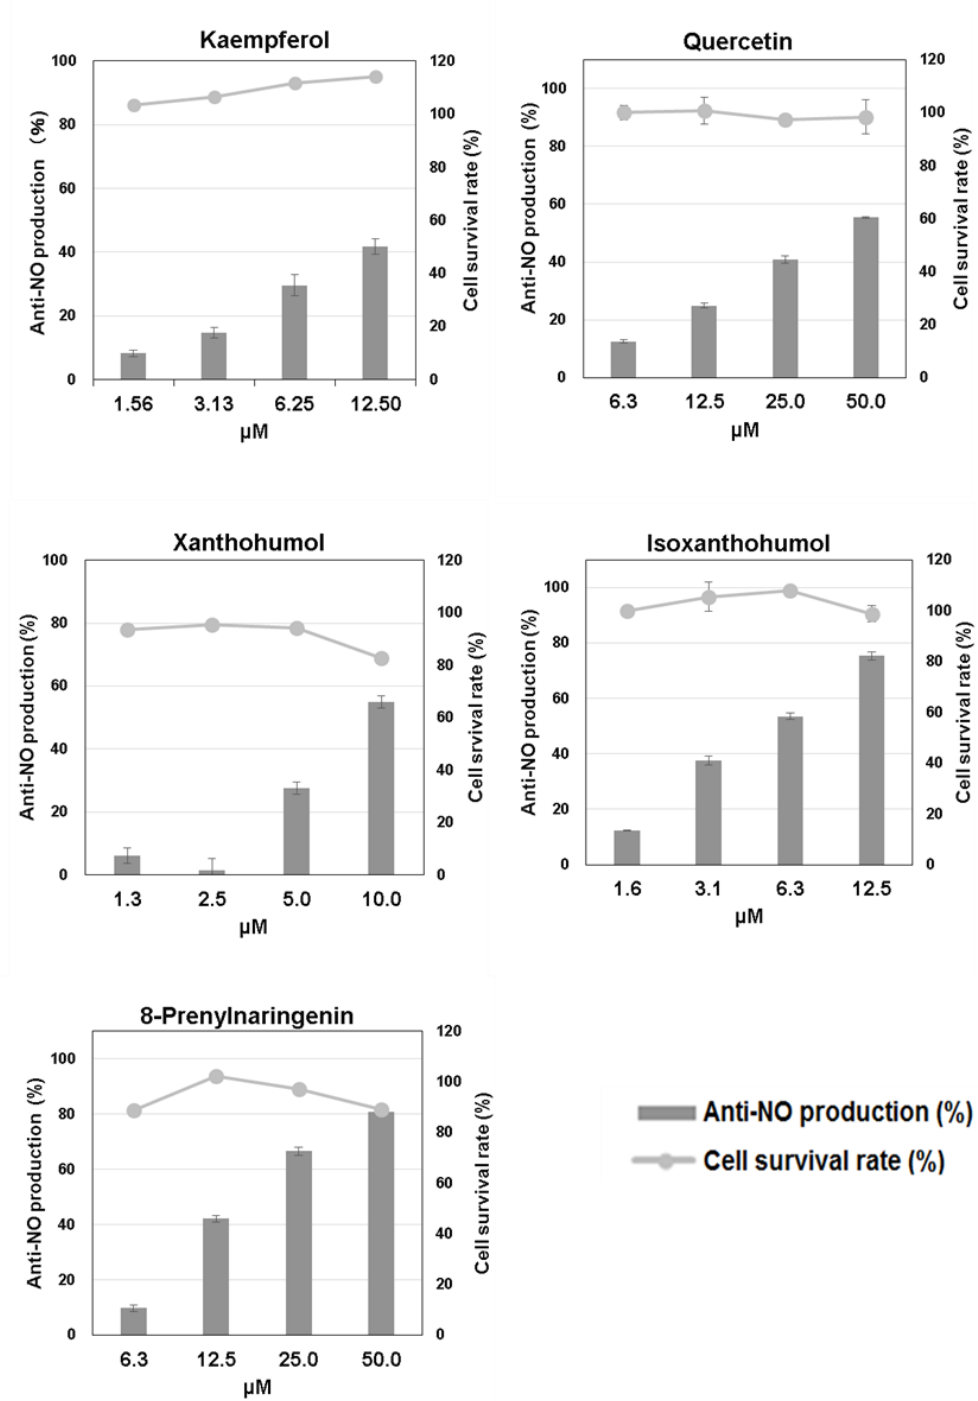 Kaempferol
100
80
60
40
20
0
120
100
80
60
40
20
0
Anti-NO production (%)
Cell survival rate (%)
1.56 3.13 6.25 12.50
µM
Quercetin
100
80
60
40
20
0
120
100
80
60
40
20
0
Anti-NO production (%)
Cell survival rate (%)
6.3 12.5 25.0 50.0
µM
Xanthohumol
100
80
60
40
20
0
120
100
80
60
40
20
0
Anti-NO production (%)
Cell srvival rate (%)
1.3 2.5 5.0 10.0
µM
Isoxanthohumol
100
80
60
40
20
0
120
100
80
60
40
20
0
Anti-NO production (%)
Cell survival rate (%)
1.6 3.1 6.3 12.5
µM
8-Prenylnaringenin
100
80
60
40
20
0
120
100
80
60
40
20
0
Anti-NO production (%)
Cell survival rate (%)
6.3 12.5 25.0 50.0
µM
Anti-NO production (%)
Cell survival rate (%)